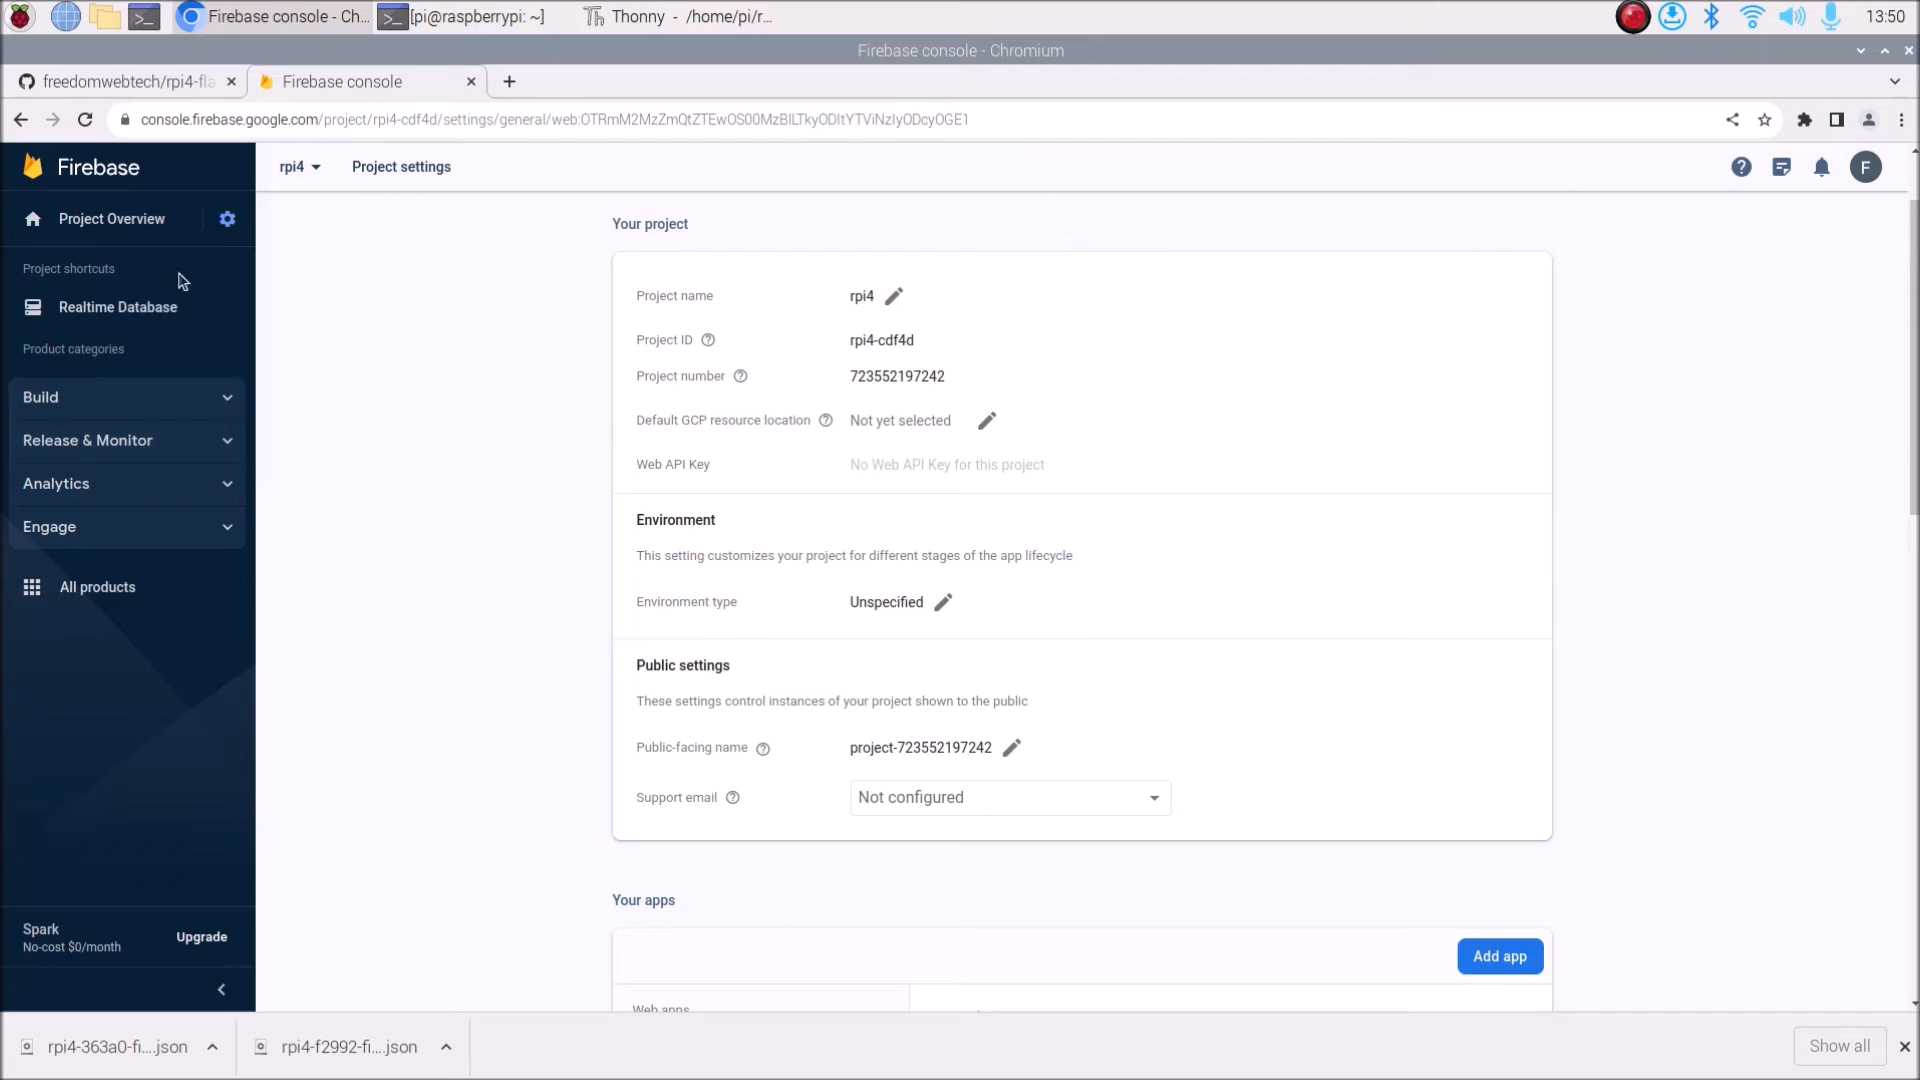 Firebase console - Ch...
[pi@raspberrypi: ~]
Thonny - /home/pi/r...
13:50
Firebase console - Chromium
freedomwebtech/rpi4-fla
Firebase console
console.firebase.google.com/project/rpi4-cdf4d/settings/general/web:OTRmM2MzZmQtZTEwOS00MzBlLTkyODItYTViNzIyODcyOGE1
Firebase
rpi4
Project settings
F
Project Overview
Project shortcuts
Realtime Database
Product categories
Build
Release & Monitor
Analytics
Engage
All products
Spark
No-cost $0/month
Upgrade
Your project
Project name
rpi4
Project ID
rpi4-cdf4d
Project number
723552197242
Default GCP resource location
Not yet selected
Web API Key
No Web API Key for this project
Environment
This setting customizes your project for different stages of the app lifecycle
Environment type
Unspecified
Public settings
These settings control instances of your project shown to the public
Public-facing name
project-723552197242
Support email
Not configured
Your apps
Add app
Web apps
rpi4-363a0-fi....json
rpi4-f2992-fi....json
Show all